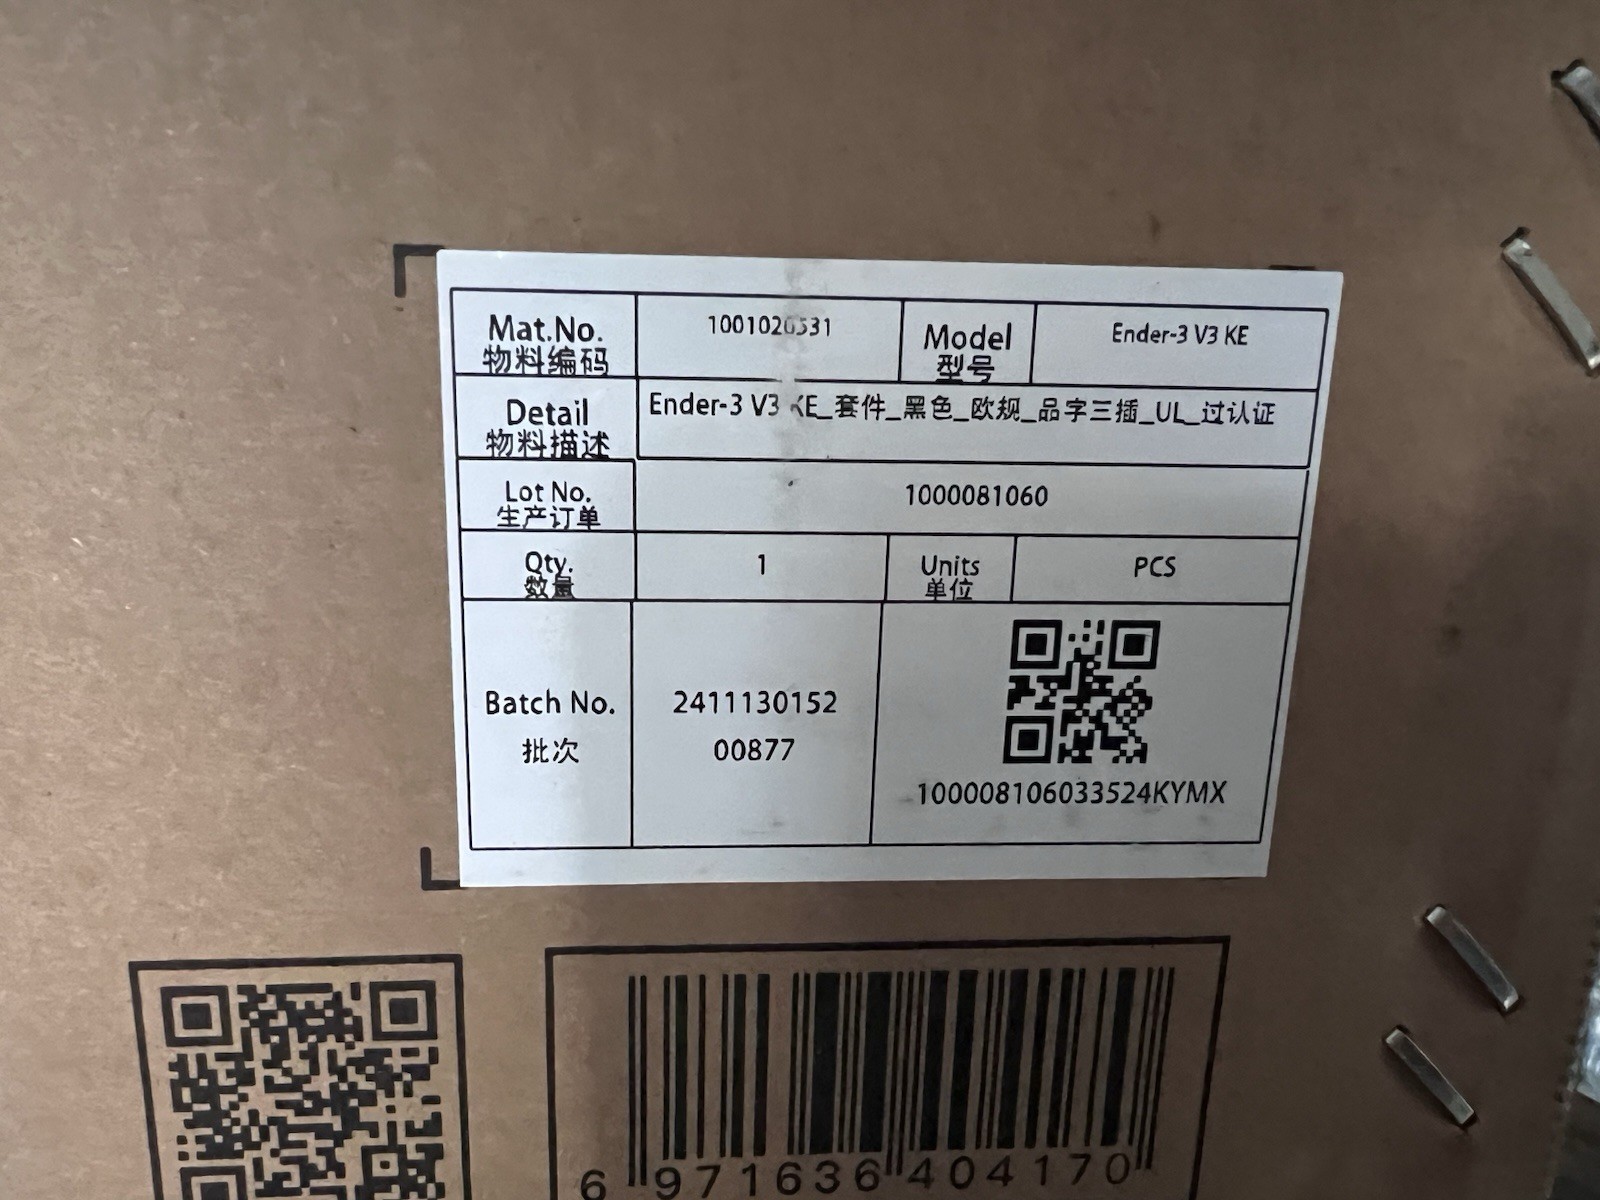 Mat.No.
物料编码
1001020531
Model
型号
Ender-3 V3 KE
Detail
物料描述
Ender-3 V3 KE_套件_黑色_欧规_品字三插_UL_过认证
Lot No.
生产订单
1000081060
Qty.
数量
1
Units
单位
PCS
Batch No.
批次
2411130152
00877
100008106033524KYMX
6 971636 404170